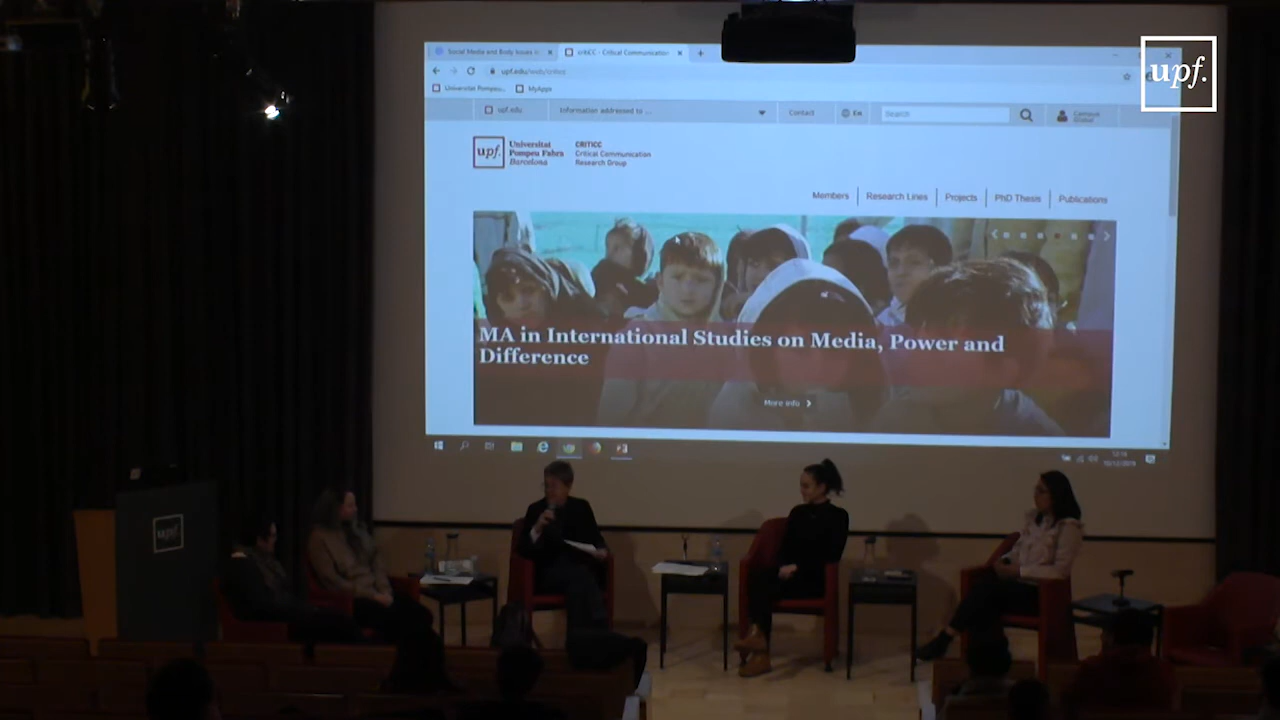 upf.
Social Media and Body Issues in
critiCC - Critical Communication
upf.edu/web/criticc
Universitat Pompeu...
MyApps
upf.edu
Information addressed to ...
Contact
En
Search
Campus
Global
upf.
Universitat
Pompeu Fabra
Barcelona
CRITICC
Critical Communication
Research Group
Members
Research Lines
Projects
PhD Thesis
Publications
MA in International Studies on Media, Power and
Difference
More info
upf.